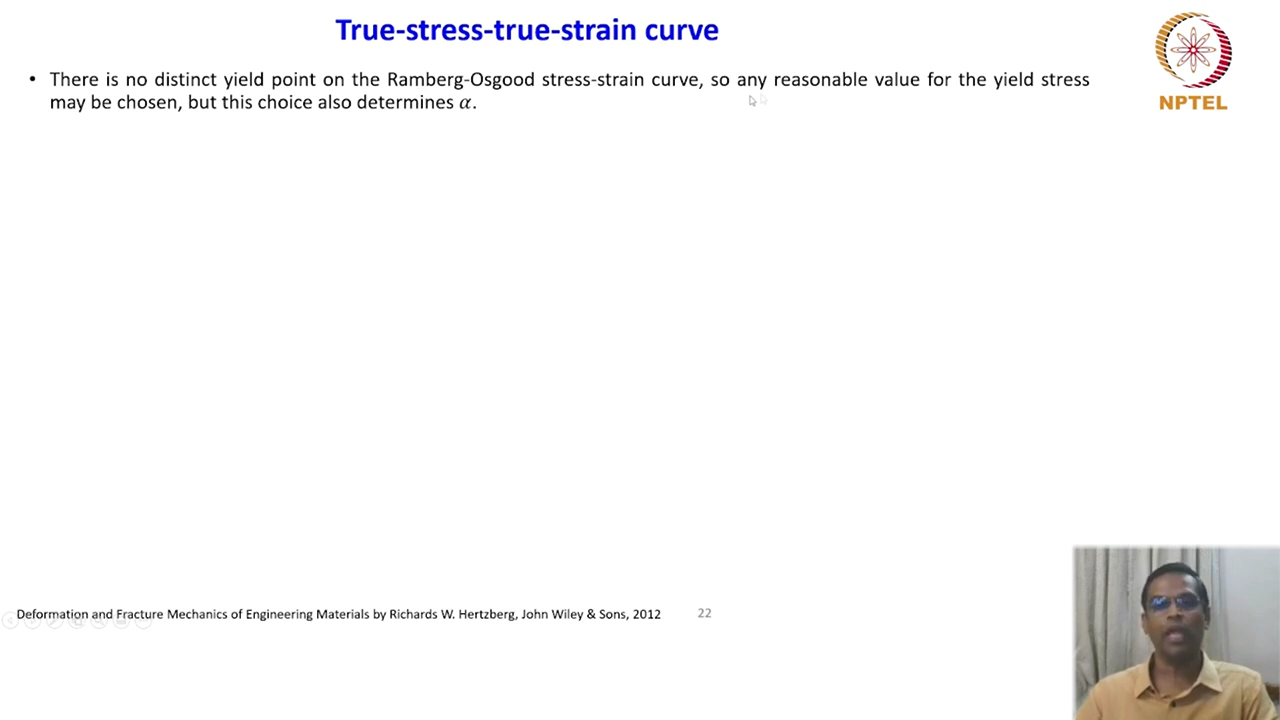 True-stress-true-strain curve
• There is no distinct yield point on the Ramberg-Osgood stress-strain curve, so any reasonable value for the yield stress
may be chosen, but this choice also determines α.
NPTEL
Deformation and Fracture Mechanics of Engineering Materials by Richards W. Hertzberg, John Wiley & Sons, 2012
22